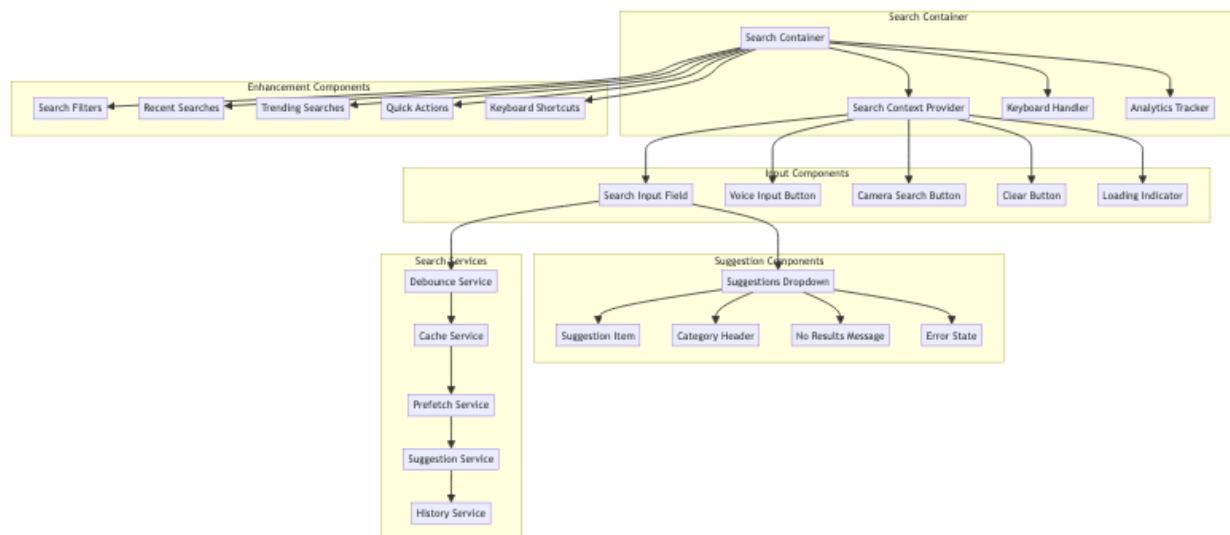 Search Container
Search Container
Enhancement Components
Search Filters
Recent Searches
Trending Searches
Quick Actions
Keyboard Shortcuts
Search Context Provider
Keyboard Handler
Analytics Tracker
Input Components
Search Input Field
Voice Input Button
Camera Search Button
Clear Button
Loading Indicator
Search Services
Debounce Service
Cache Service
Prefetch Service
Suggestion Service
History Service
Suggestion Components
Suggestions Dropdown
Suggestion Item
Category Header
No Results Message
Error State